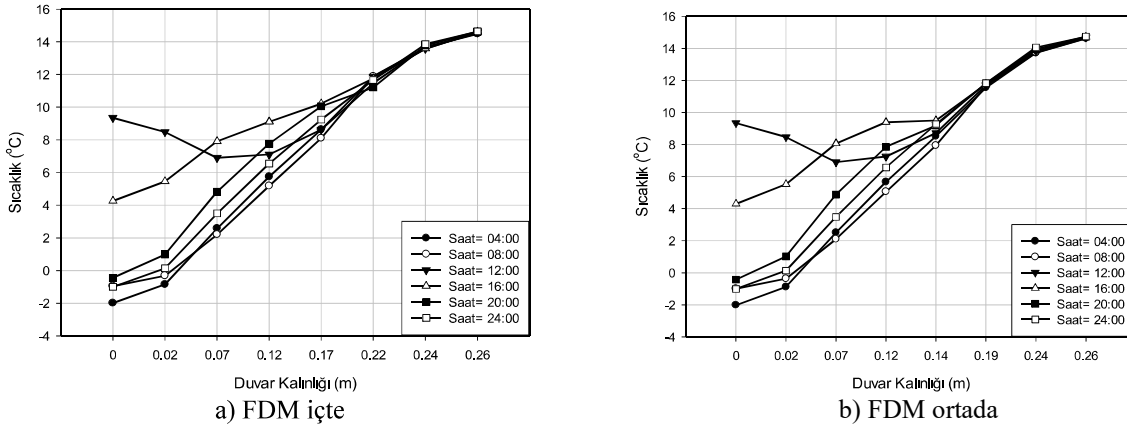 16
14
12
10
8
6
4
2
0
-2
-4
Sıcaklık (°C)
0 0.02 0.07 0.12 0.17 0.22 0.24 0.26
Duvar Kalınlığı (m)
Saat= 04:00
Saat= 08:00
Saat= 12:00
Saat= 16:00
Saat= 20:00
Saat= 24:00
a) FDM içte
16
14
12
10
8
6
4
2
0
-2
-4
Sıcaklık (°C)
0 0.02 0.07 0.12 0.14 0.19 0.24 0.26
Duvar Kalınlığı (m)
Saat= 04:00
Saat= 08:00
Saat= 12:00
Saat= 16:00
Saat= 20:00
Saat= 24:00
b) FDM ortada